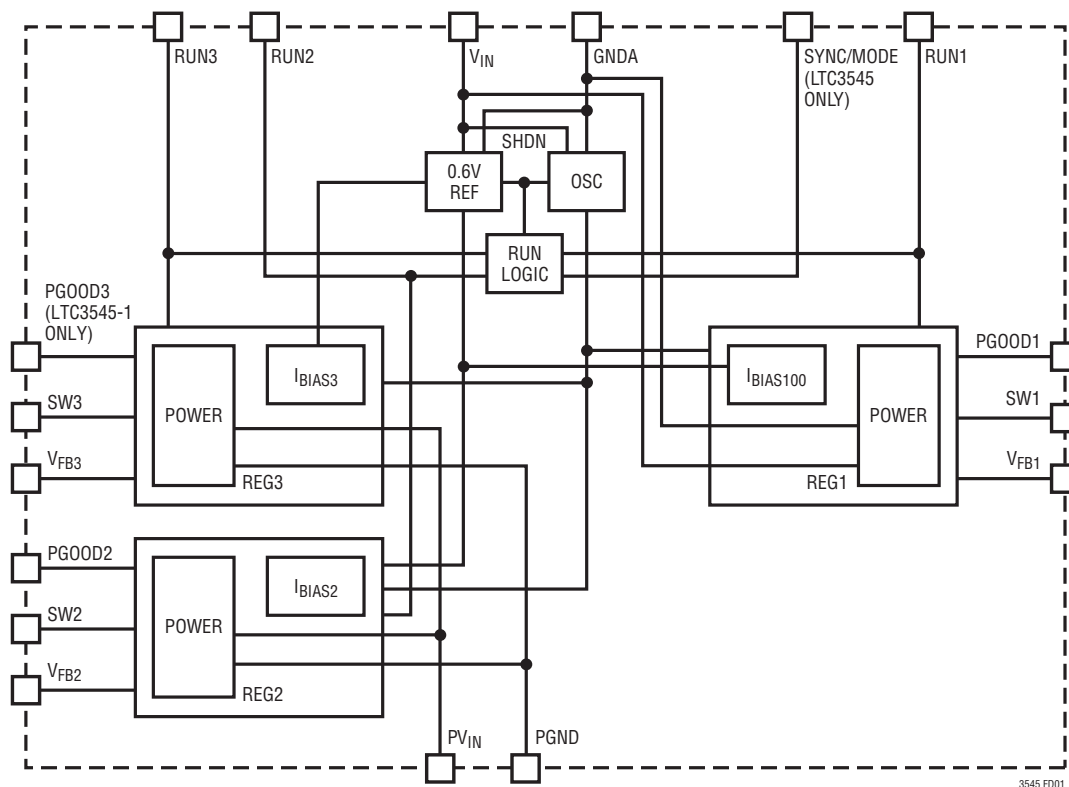 RUN3
RUN2
VIN
GNDA
SYNC/MODE
(LTC3545
ONLY)
RUN1
SHDN
0.6V
REF
OSC
RUN
LOGIC
PGOOD3
(LTC3545-1
ONLY)
SW3
VFB3
POWER
IBIAS3
REG3
IBIAS100
POWER
REG1
PGOOD1
SW1
VFB1
PGOOD2
SW2
VFB2
POWER
IBIAS2
REG2
PVIN
PGND
3545 FD01